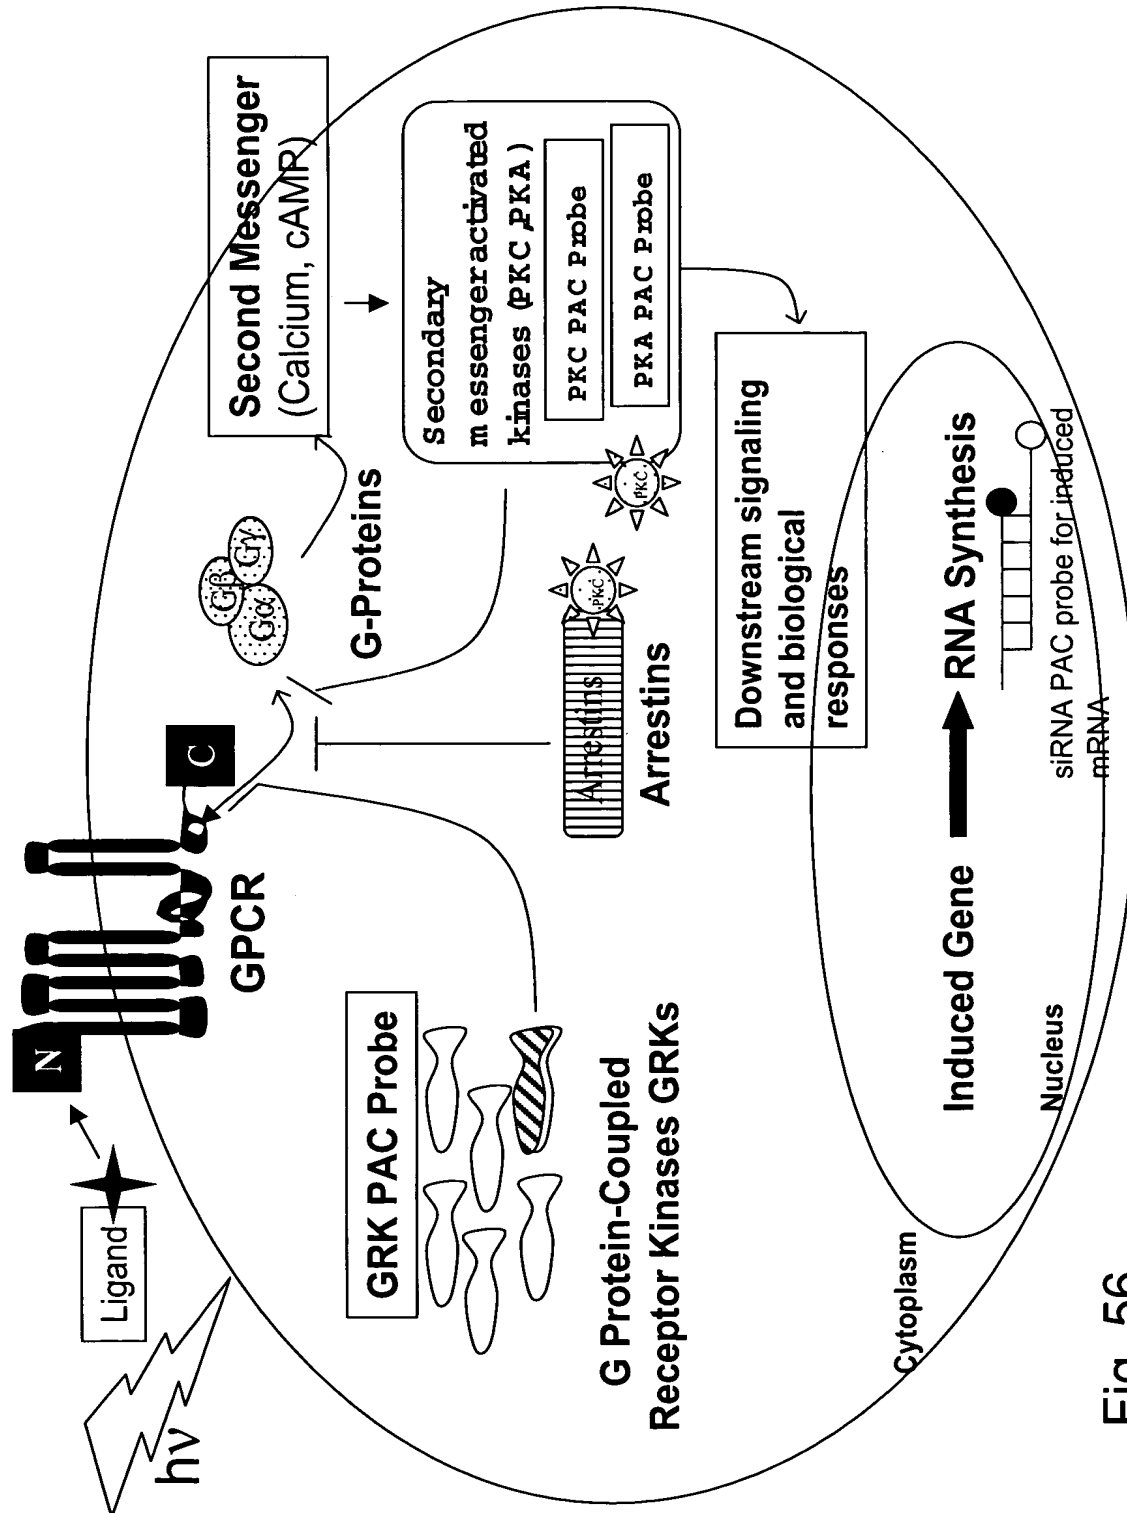 hν
Ligand
N
GPCR
C
Gα
Gβ
Gγ
G-Proteins
Second Messenger
(Calcium, cAMP)
Secondary
messenger activated
kinases (PKC, PKA)
PKC PAC Probe
PKA PAC Probe
PKC
PKC
Arrestins
Arrestins
GRK PAC Probe
G Protein-Coupled
Receptor Kinases GRKs
Downstream signaling
and biological
responses
Induced Gene
RNA Synthesis
siRNA PAC probe for induced
mRNA
Nucleus
Cytoplasm
Fig. 56